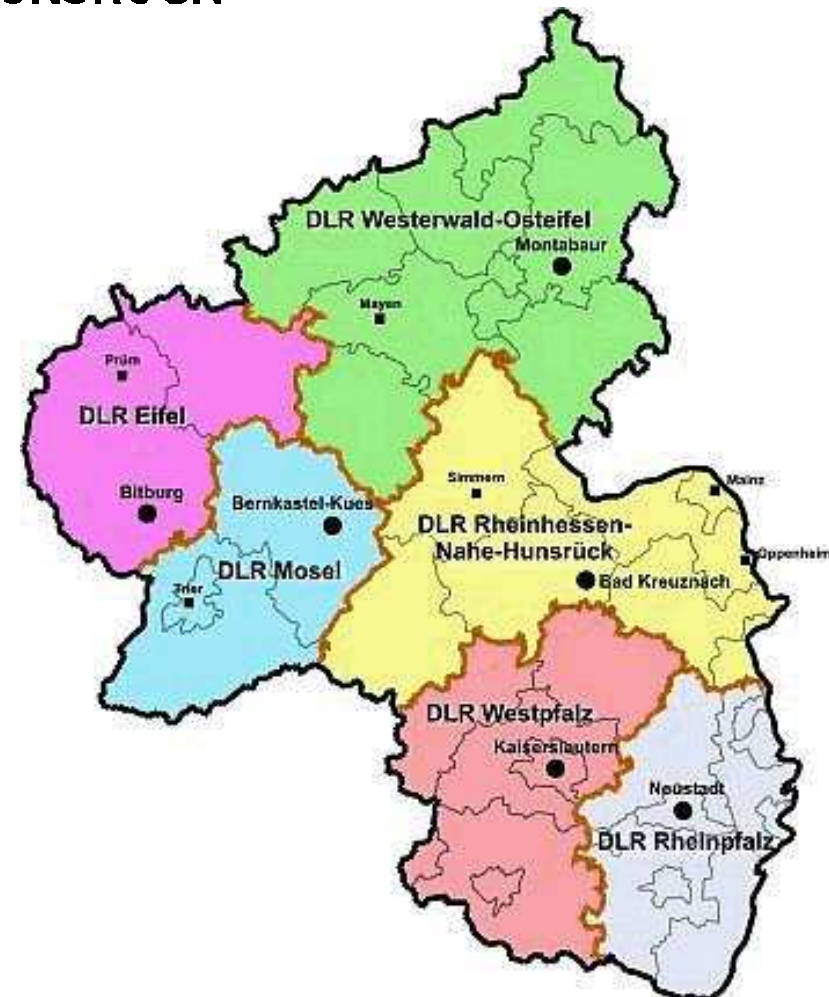 DLR Westerwald-Osteifel
Montabaur
Mayen
Prüm
DLR Eifel
Bitburg
Bernkastel-Kues
Simmern
Mainz
DLR Rheinhessen-
Nahe-Hunsrück
Oppenheim
DLR Mosel
Bad Kreuznach
Trier
DLR Westpfalz
Kaiserslautern
Neustadt
DLR Rheinpfalz